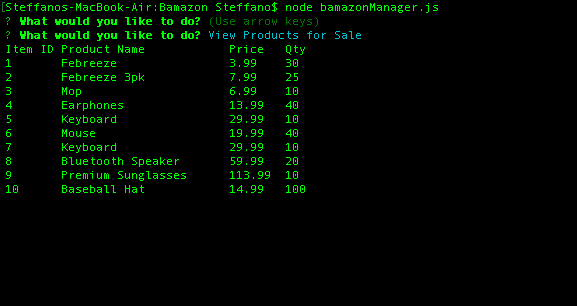 [Steffanos-MacBook-Air:Bamazon Steffano$ node bamazonManager.js
? What would you like to do? (Use arrow keys)
? What would you like to do? View Products for Sale
Item ID Product Name Price Qty
1 Febreeze 3.99 30
2 Febreeze 3pk 7.99 25
3 Mop 6.99 10
4 Earphones 13.99 40
5 Keyboard 29.99 10
6 Mouse 19.99 40
7 Keyboard 29.99 10
8 Bluetooth Speaker 59.99 20
9 Premium Sunglasses 113.99 10
10 Baseball Hat 14.99 100